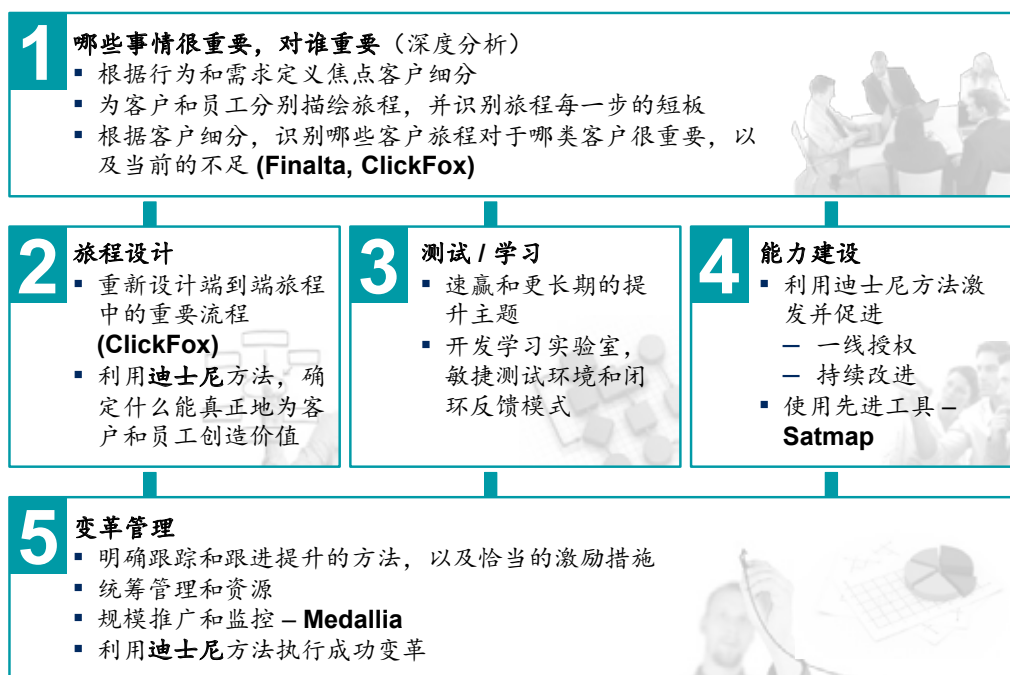 1
哪些事情很重要，对谁重要（深度分析）
▪ 根据行为和需求定义焦点客户细分
▪ 为客户和员工分别描绘旅程，并识别旅程每一步的短板
▪ 根据客户细分，识别哪些客户旅程对于哪类客户很重要，以
及当前的不足 (Finalta, ClickFox)
2
旅程设计
▪ 重新设计端到端旅程
中的重要流程
(ClickFox)
▪ 利用迪士尼方法，确
定什么能真正地为客
户和员工创造价值
3
测试 / 学习
▪ 速赢和更长期的提
升主题
▪ 开发学习实验室，
敏捷测试环境和闭
环反馈模式
4
能力建设
▪ 利用迪士尼方法激
发并促进
– 一线授权
– 持续改进
▪ 使用先进工具 –
Satmap
5
变革管理
▪ 明确跟踪和跟进提升的方法，以及恰当的激励措施
▪ 统筹管理和资源
▪ 规模推广和监控 – Medallia
▪ 利用迪士尼方法执行成功变革